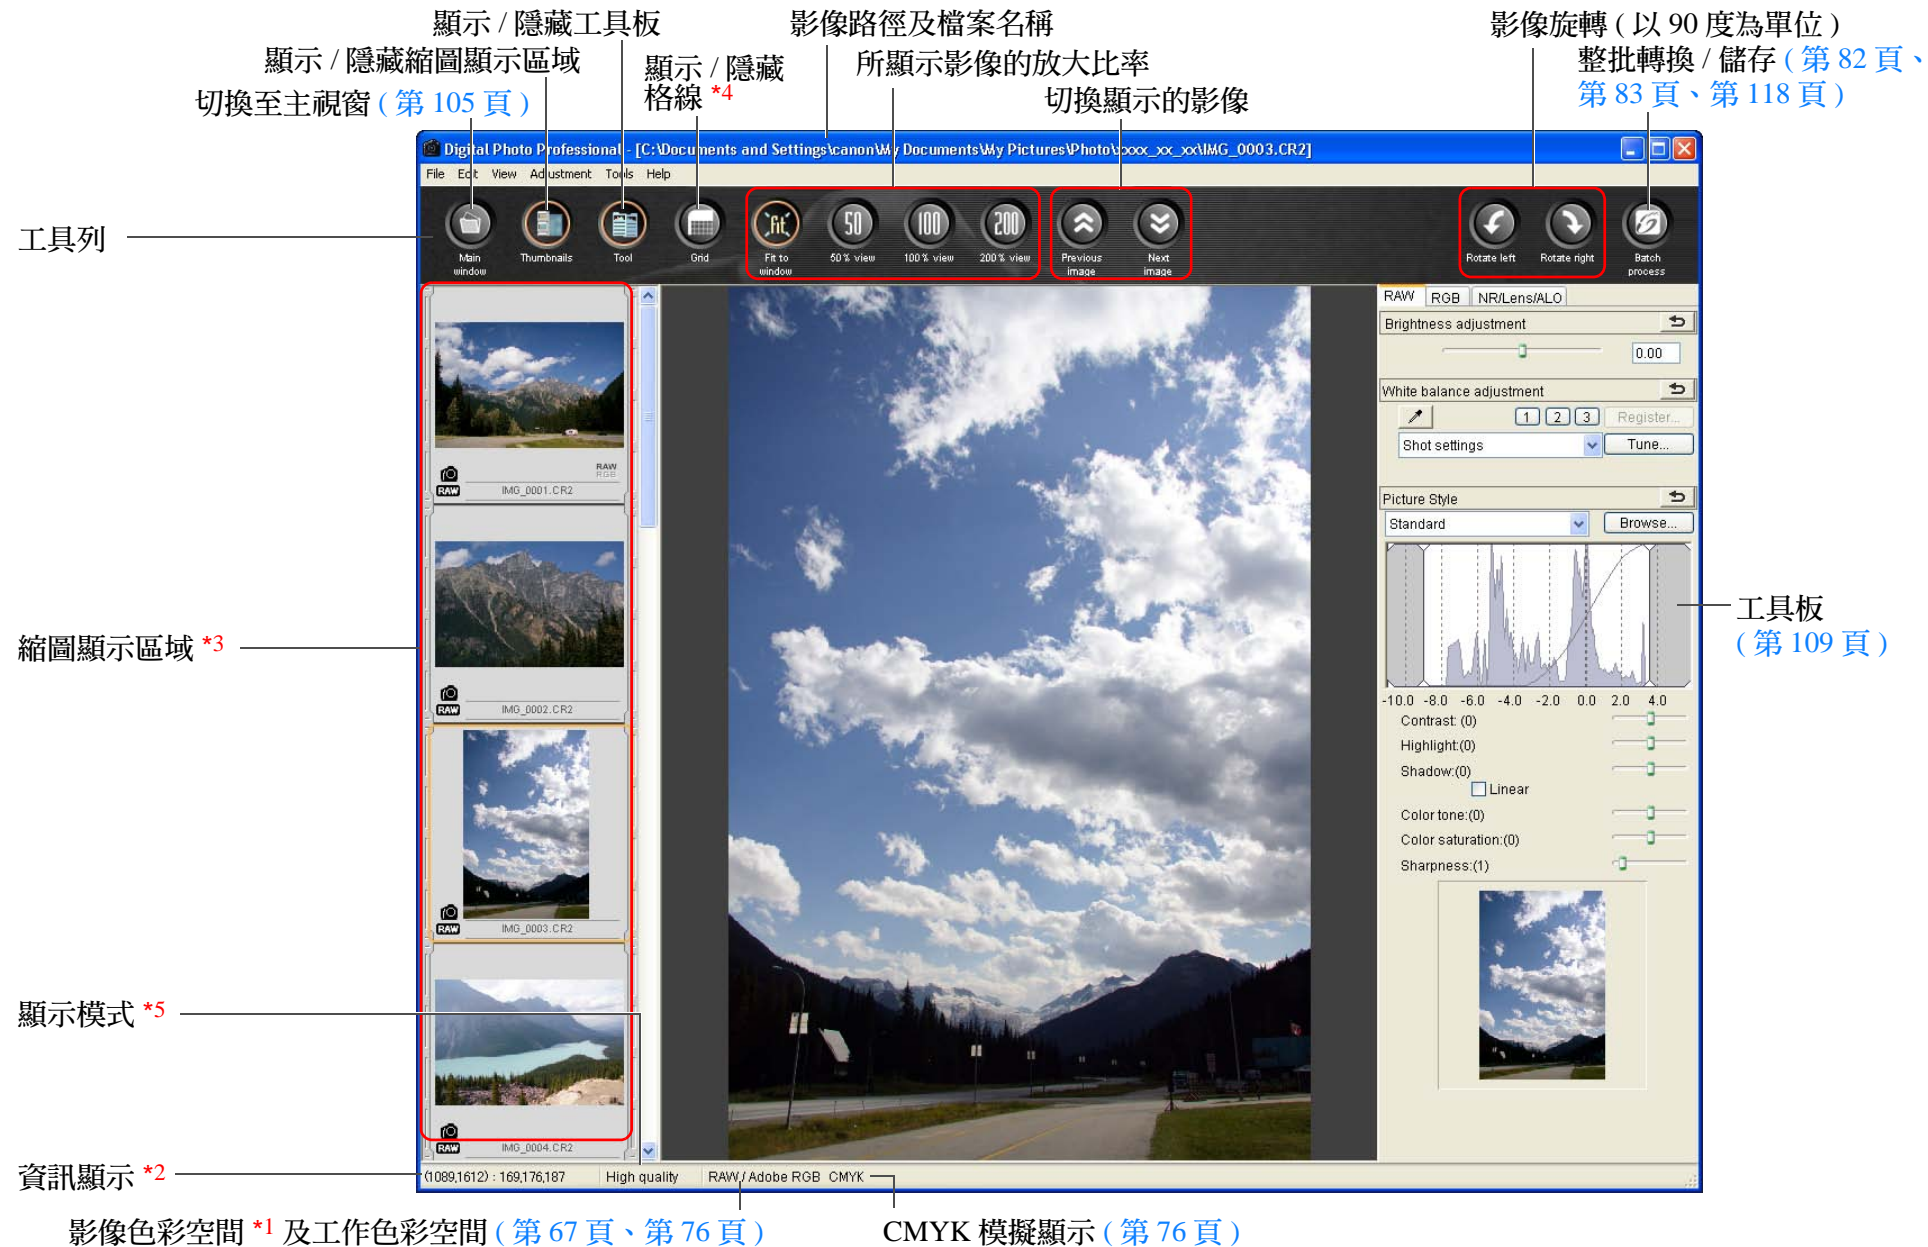 顯示 / 隱藏工具板
影像路徑及檔案名稱
影像旋轉 ( 以 90 度為單位 )
顯示 / 隱藏縮圖顯示區域
顯示 / 隱藏
格線 *4
所顯示影像的放大比率
整批轉換 / 儲存 ( 第 82 頁、
第 83 頁、第 118 頁 )
切換至主視窗 ( 第 105 頁 )
切換顯示的影像
Digital Photo Professional - [C:\Documents and Settings\canon\My Documents\My Pictures\Photo\xxxx_xx_xx\IMG_0003.CR2]
File Edit View Adjustment Tools Help
工具列
fit 50 100 200
Main
window
Thumbnails
Tool
Grid
Fit to
window
50 % view
100 % view
200 % view
Previous
image
Next
image
Rotate left
Rotate right
Batch
process
RAW RGB NR/Lens/ALO
Brightness adjustment
0.00
White balance adjustment
1 2 3 Register...
Shot settings Tune...
Picture Style
Standard Browse...
-10.0 -8.0 -6.0 -4.0 -2.0 0.0 2.0 4.0
Contrast: (0)
Highlight:(0)
Shadow:(0)
Linear
Color tone:(0)
Color saturation:(0)
Sharpness:(1)
工具板
( 第 109 頁 )
RAW
RGB
RAW IMG_0001.CR2
縮圖顯示區域 *3
RAW IMG_0002.CR2
RAW IMG_0003.CR2
顯示模式 *5
RAW IMG_0004.CR2
資訊顯示 *2
(1089,1612) : 169,176,187 High quality RAW / Adobe RGB CMYK
影像色彩空間 *1 及工作色彩空間 ( 第 67 頁、第 76 頁 )
CMYK 模擬顯示 ( 第 76 頁 )